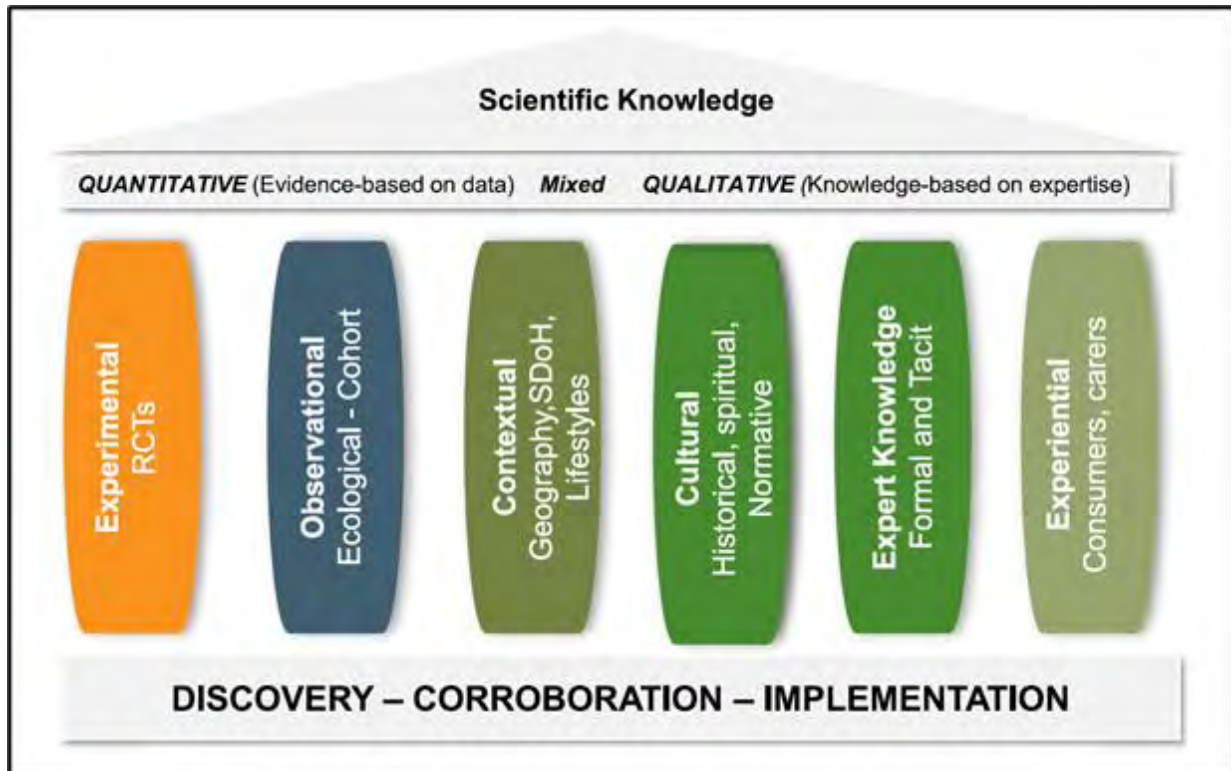 Scientific Knowledge
QUANTITATIVE (Evidence-based on data) Mixed QUALITATIVE (Knowledge-based on expertise)
Experimental
RCTs
Observational
Ecological - Cohort
Contextual
Geography,SDoH,
Lifestyles
Cultural
Historical, spiritual,
Normative
Expert Knowledge
Formal and Tacit
Experiential
Consumers, carers
DISCOVERY – CORROBORATION – IMPLEMENTATION